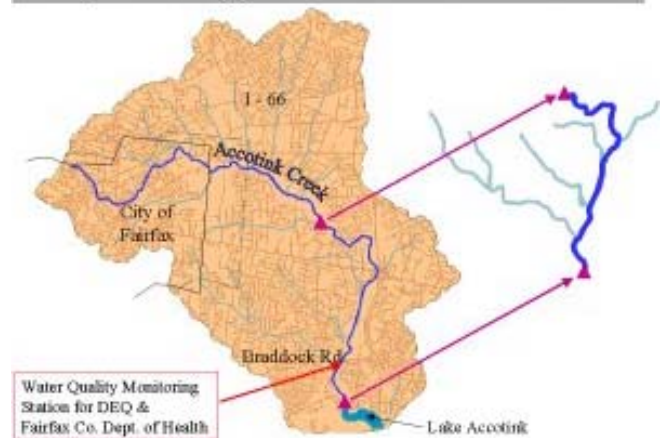 I - 66
Accotink Creek
City of
Fairfax
Braddock Rd
Water Quality Monitoring
Station for DEQ &
Fairfax Co. Dept. of Health
Lake Accotink